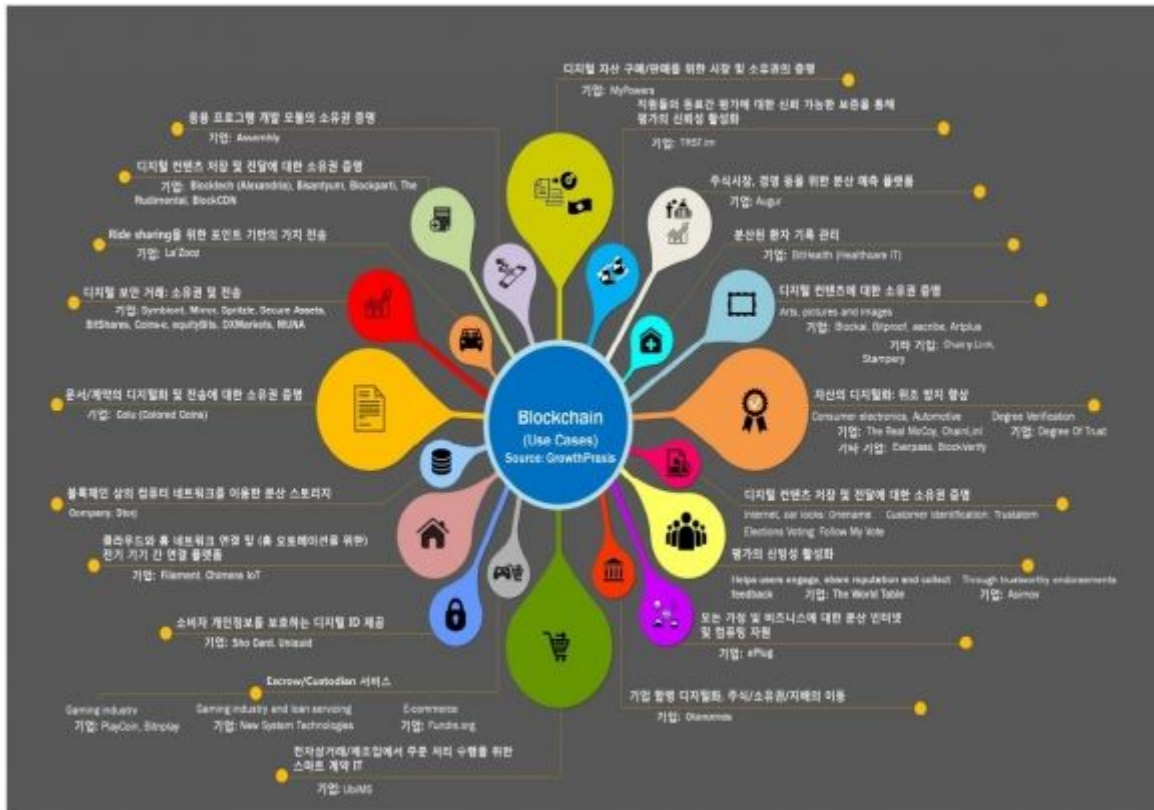 디지털 자산 구매/판매를 위한 시장 및 소유권의 증명
기업: MyPowers
직원들의 동료간 평가에 대한 신뢰 가능한 보증을 통해
평가의 신뢰성 활성화
기업: TRST.im
주식시장, 경영 등을 위한 분산 예측 플랫폼
기업: Augur
분산된 환자 기록 관리
기업: BitHealth (Healthcare IT)
디지털 컨텐츠에 대한 소유권 증명
Arts, pictures and images
기업: Blockai, Bitproof, ascribe, Artplus
기타 기업: Chainy.Link,
Stampery
자산의 디지털화: 위조 방지 향상
Consumer electronics, Automotive
기업: The Real McCoy,
Degree Verification
기업: Degree Of Trust
기타 기업: Everpass, BlockVerify
디지털 컨텐츠 저장 및 전달에 대한 소유권 증명
Internet, Onename
Customer identification: Trustatom
Elections Voting: Follow My Vote
평가의 신뢰성 활성화
Helps users engage, share reputation and collect
feedback
기업: The World Table
Through trustworthy endorsements
기업: Asimov
모든 가정 및 비즈니스에 대한 분산 인터넷
및 컴퓨팅 자원
기업: ePlug
기업 합병 디지털화, 주식/소유권/지배의 이동
기업:
응용 프로그램 개발 모듈의 소유권 증명
기업: Assembly
디지털 컨텐츠 저장 및 전달에 대한 소유권 증명
기업: Blocktech (Alexandria), Bisantyum, Blockparti, The
Rudimental, BlockCDN
Ride sharing을 위한 포인트 기반의 가치 전송
기업: La'Zooz
디지털 보안 거래: 소유권 및 전송
기업: Symbiont, Mirror, Spritzle, Secure Assets,
BitShares, Coins-e, equityBits, DXMarkets, MUNA
문서/계약의 디지털화 및 전송에 대한 소유권 증명
기업: Colu (Colored Coins)
블록체인 상의 컴퓨터 네트워크를 이용한 분산 스토리지
Company: Storj
클라우드와 홈 네트워크 연결 및 (홈 오토메이션을 위한)
전기 기기 간 연결 플랫폼
기업: Filament, Chimera IoT
소비자 개인정보를 보호하는 디지털 ID 제공
기업: Sho Card, Uniquid
Escrow/Custodian 서비스
Gaming industry
기업: PlayCoin, Bitnplay
Gaming industry and loan servicing
기업: New System Technologies
E-commerce
기업: Fundrs.org
전자상거래/제조업에서 주문 처리 수행을 위한
스마트 계약 IT
기업: UbiMS
Blockchain
(Use Cases)
Source: GrowthPraxis